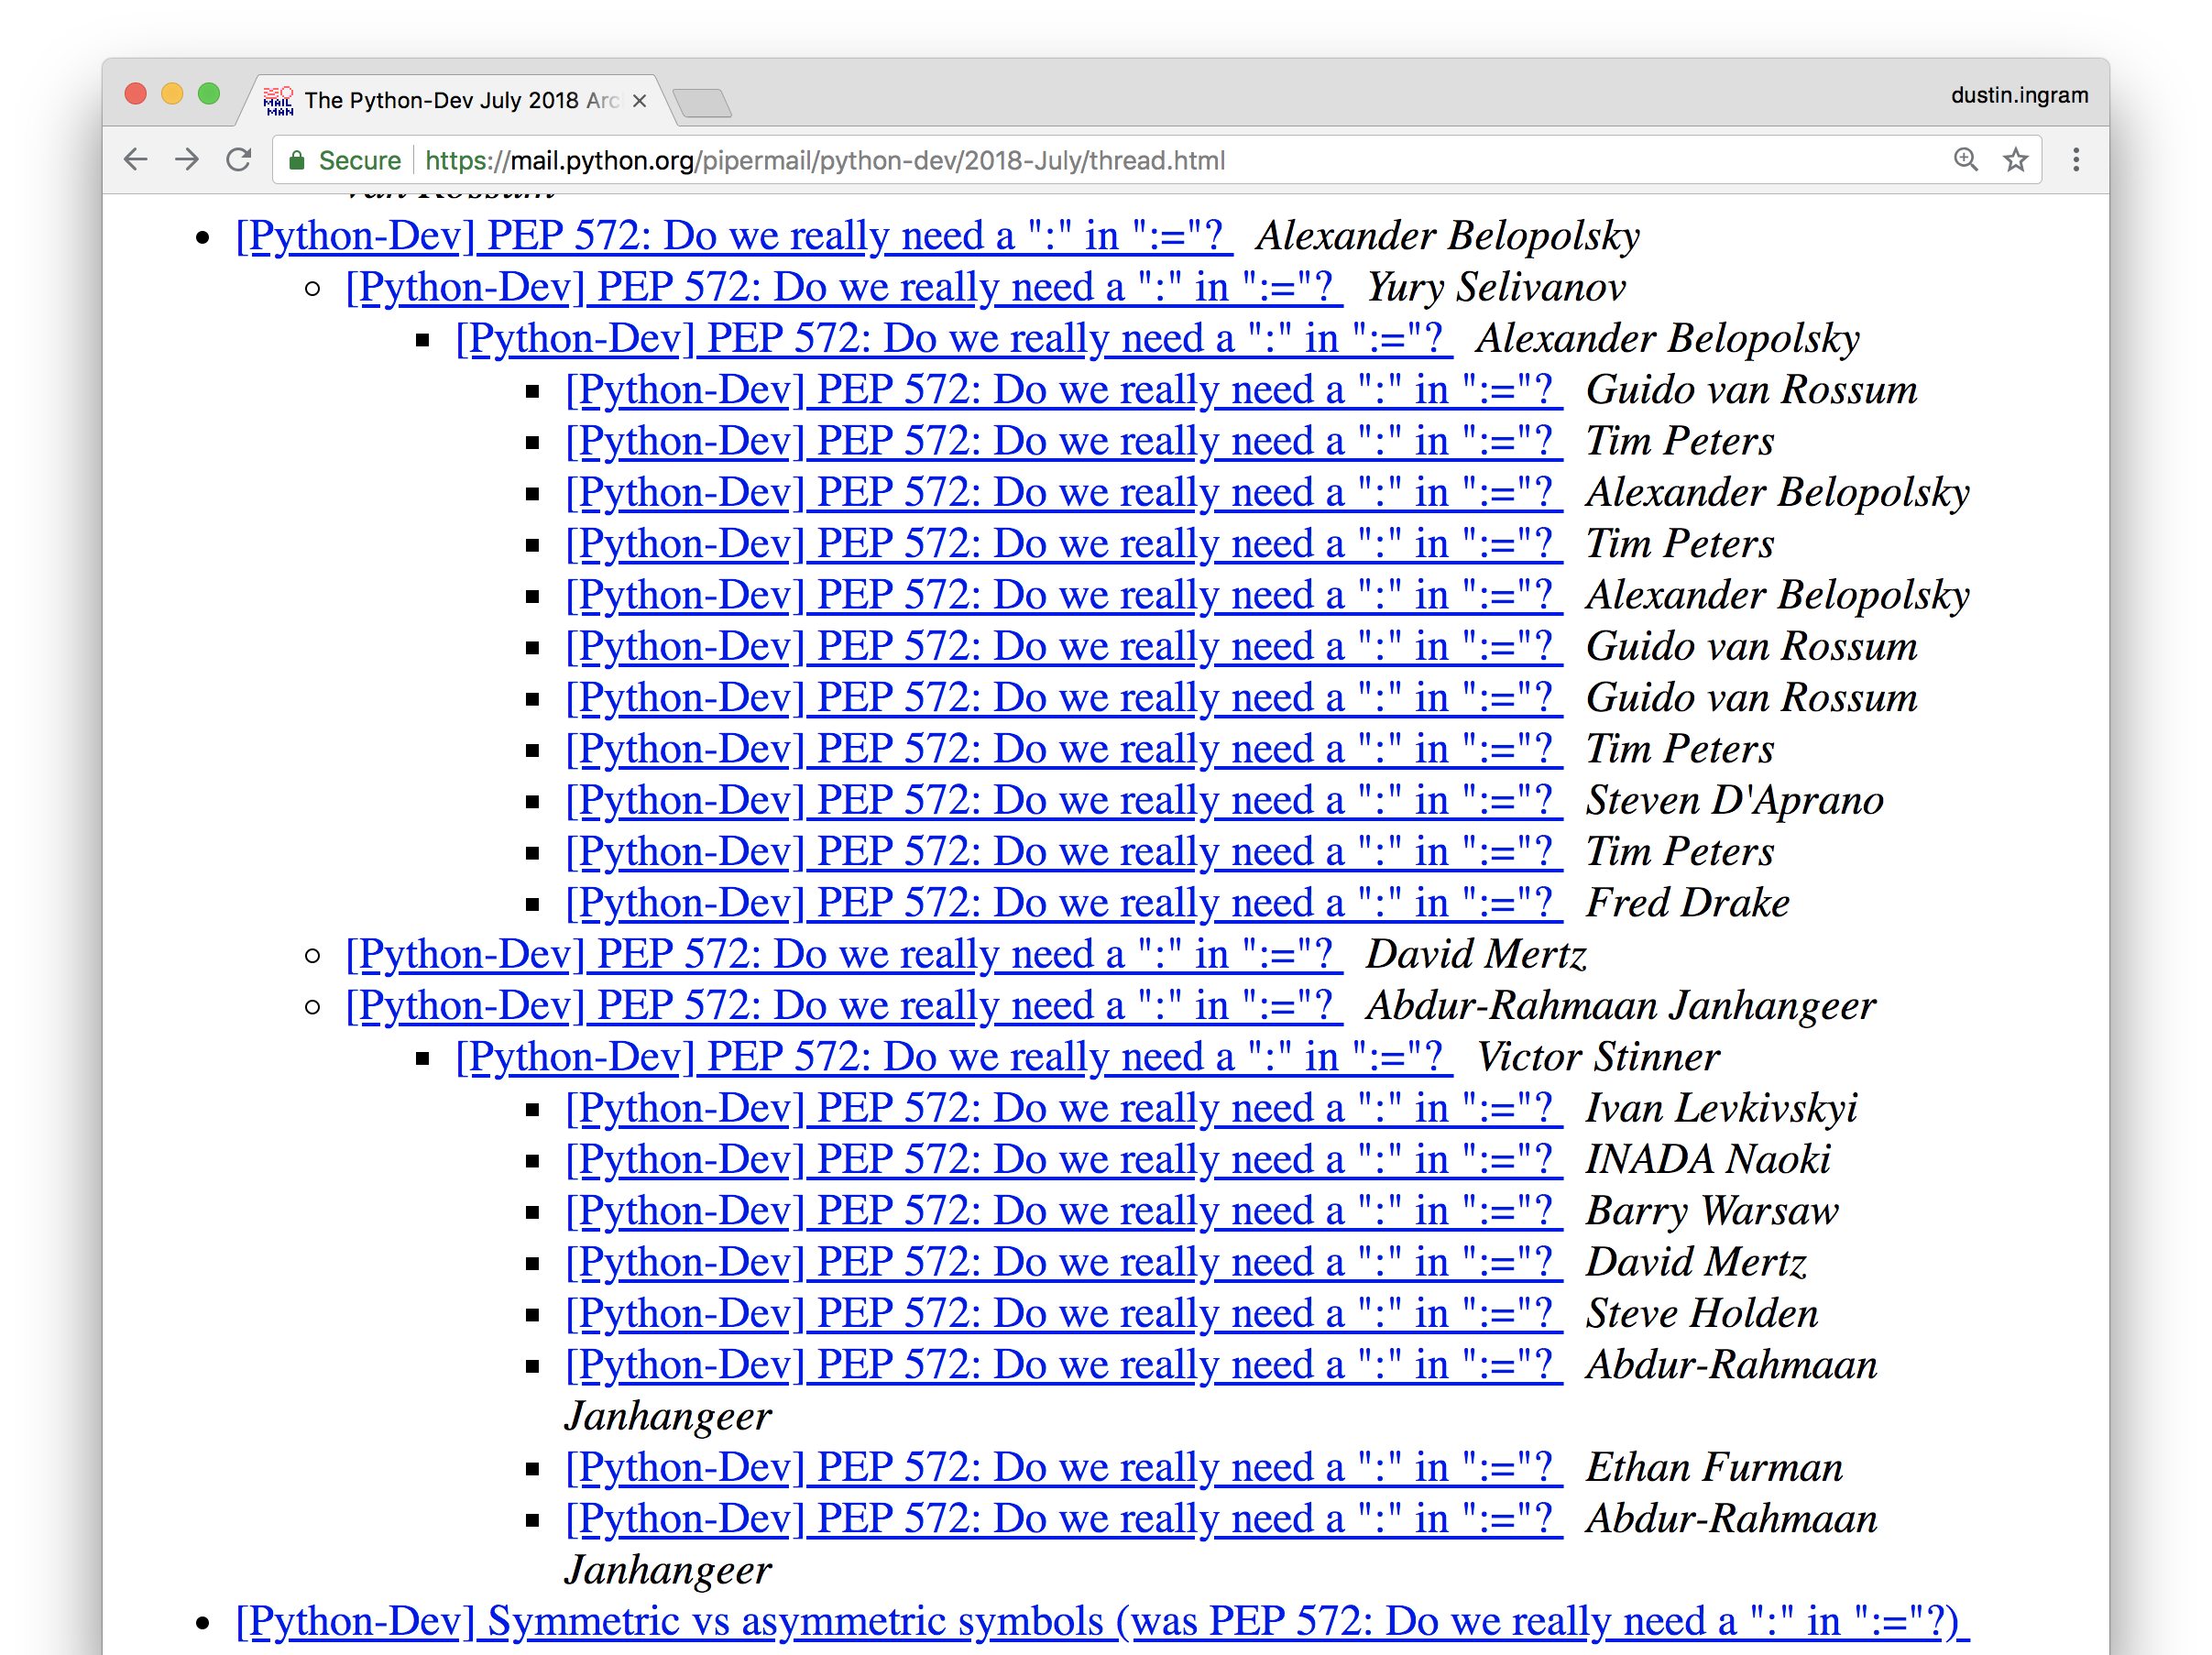 MAIL
MAN
The Python-Dev July 2018 Arc
dustin.ingram
Secure https://mail.python.org/pipermail/python-dev/2018-July/thread.html
van Rossum
[Python-Dev] PEP 572: Do we really need a ":" in ":="? Alexander Belopolsky
[Python-Dev] PEP 572: Do we really need a ":" in ":="? Yury Selivanov
[Python-Dev] PEP 572: Do we really need a ":" in ":="? Alexander Belopolsky
[Python-Dev] PEP 572: Do we really need a ":" in ":="? Guido van Rossum
[Python-Dev] PEP 572: Do we really need a ":" in ":="? Tim Peters
[Python-Dev] PEP 572: Do we really need a ":" in ":="? Alexander Belopolsky
[Python-Dev] PEP 572: Do we really need a ":" in ":="? Tim Peters
[Python-Dev] PEP 572: Do we really need a ":" in ":="? Alexander Belopolsky
[Python-Dev] PEP 572: Do we really need a ":" in ":="? Guido van Rossum
[Python-Dev] PEP 572: Do we really need a ":" in ":="? Guido van Rossum
[Python-Dev] PEP 572: Do we really need a ":" in ":="? Tim Peters
[Python-Dev] PEP 572: Do we really need a ":" in ":="? Steven D'Aprano
[Python-Dev] PEP 572: Do we really need a ":" in ":="? Tim Peters
[Python-Dev] PEP 572: Do we really need a ":" in ":="? Fred Drake
[Python-Dev] PEP 572: Do we really need a ":" in ":="? David Mertz
[Python-Dev] PEP 572: Do we really need a ":" in ":="? Abdur-Rahmaan Janhangeer
[Python-Dev] PEP 572: Do we really need a ":" in ":="? Victor Stinner
[Python-Dev] PEP 572: Do we really need a ":" in ":="? Ivan Levkivskyi
[Python-Dev] PEP 572: Do we really need a ":" in ":="? INADA Naoki
[Python-Dev] PEP 572: Do we really need a ":" in ":="? Barry Warsaw
[Python-Dev] PEP 572: Do we really need a ":" in ":="? David Mertz
[Python-Dev] PEP 572: Do we really need a ":" in ":="? Steve Holden
[Python-Dev] PEP 572: Do we really need a ":" in ":="? Abdur-Rahmaan
Janhangeer
[Python-Dev] PEP 572: Do we really need a ":" in ":="? Ethan Furman
[Python-Dev] PEP 572: Do we really need a ":" in ":="? Abdur-Rahmaan
Janhangeer
[Python-Dev] Symmetric vs asymmetric symbols (was PEP 572: Do we really need a ":" in ":="?)